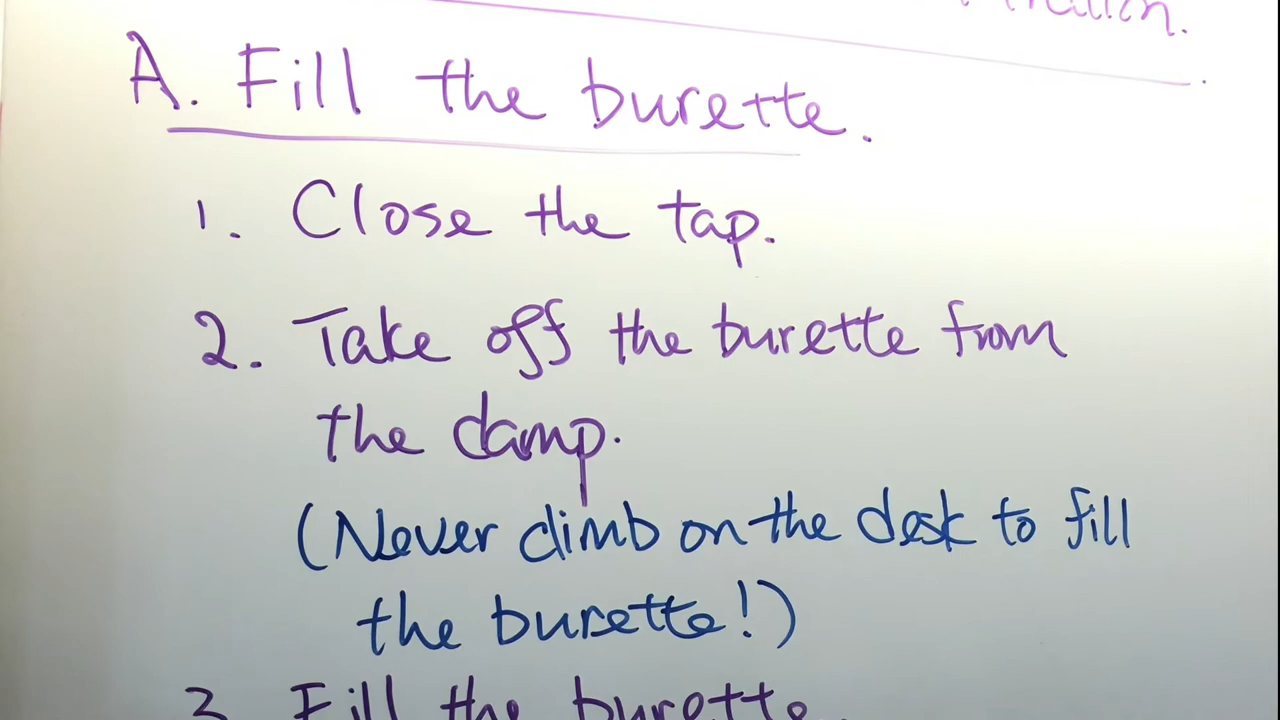 A. Fill the burette.
1. Close the tap.
2. Take off the burette from
the clamp.
(Never climb on the desk to fill
the burette!)
3. Fill the burette.